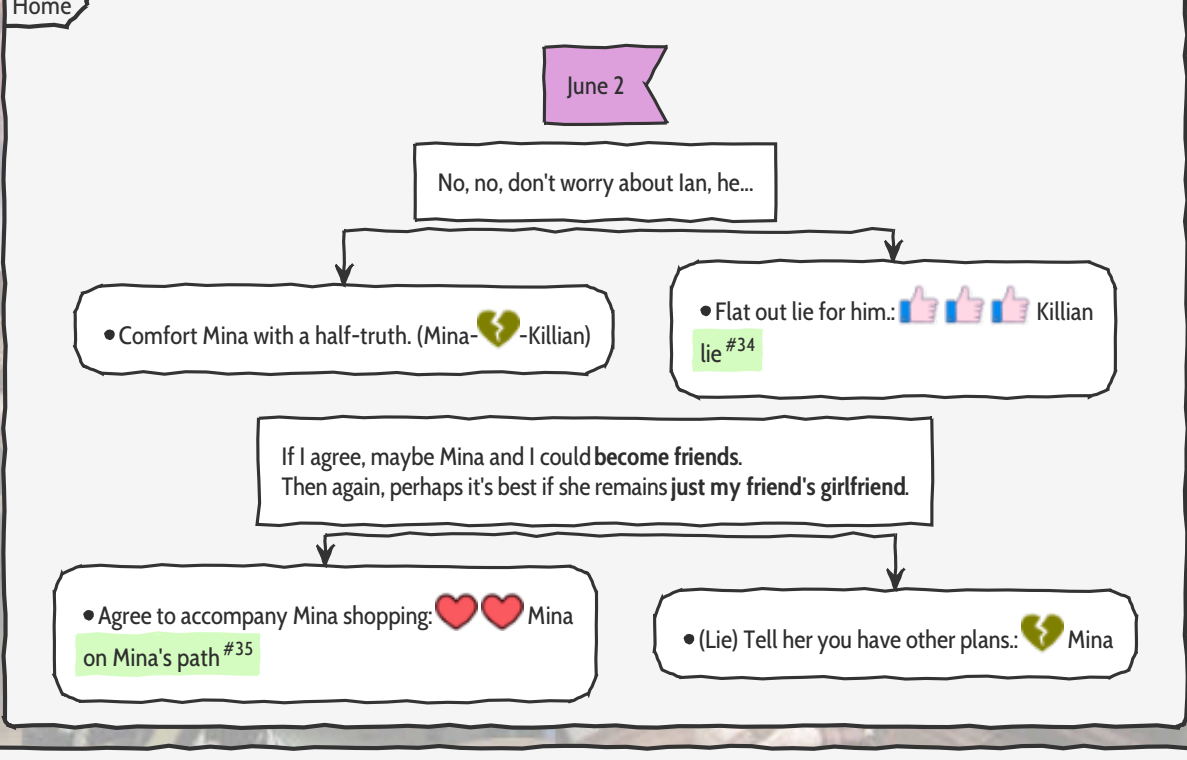 Home
June 2
No, no, don't worry about Ian, he...
•Comfort Mina with a half-truth. (Mina- -Killian)
•Flat out lie for him.: Killian
lie #34
If I agree, maybe Mina and I could become friends.
Then again, perhaps it's best if she remains just my friend's girlfriend.
•Agree to accompany Mina shopping: Mina
on Mina's path #35
•(Lie) Tell her you have other plans.: Mina